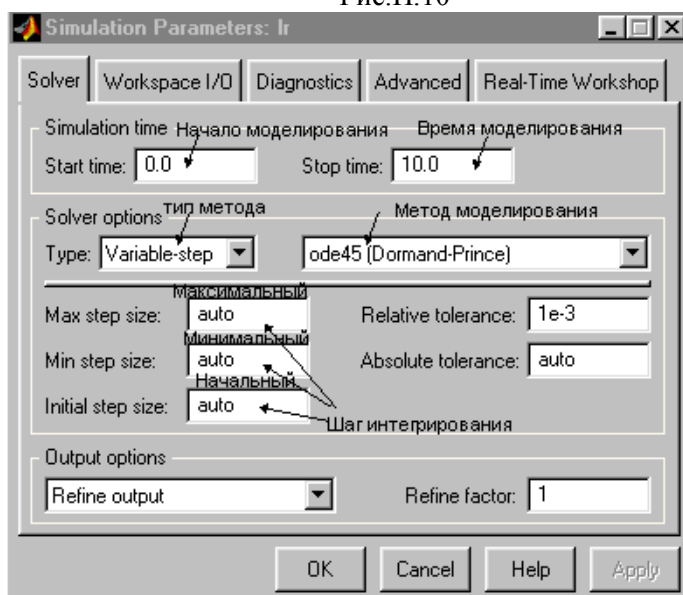 Рис.П.10
Simulation Parameters: lr
Solver Workspace I/O Diagnostics Advanced Real-Time Workshop
Simulation time Начало моделирования Время моделирования
Start time: 0.0 Stop time: 10.0
Solver options тип метода Метод моделирования
Type: Variable-step ode45 (Dormand-Prince)
Максимальный
Max step size: auto Relative tolerance: 1e-3
Минимальный
Min step size: auto Absolute tolerance: auto
Начальный
Initial step size: auto
Шаг интегрирования
Output options
Refine output Refine factor: 1
OK Cancel Help Apply